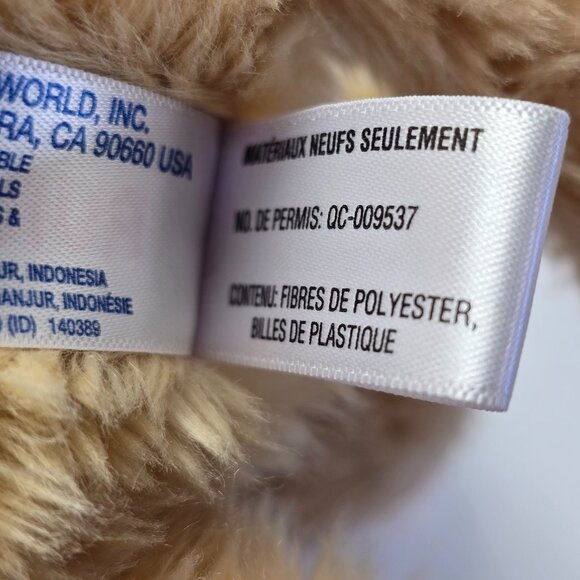 WORLD, INC.
RA, CA 90660 USA
BLE
LS
S &
UR, INDONESIA
ANJUR, INDONÉSIE
(ID) 140389
MATÉRIAUX NEUFS SEULEMENT
NO. DE PERMIS: QC-009537
CONTENU: FIBRES DE POLYESTER,
BILLES DE PLASTIQUE